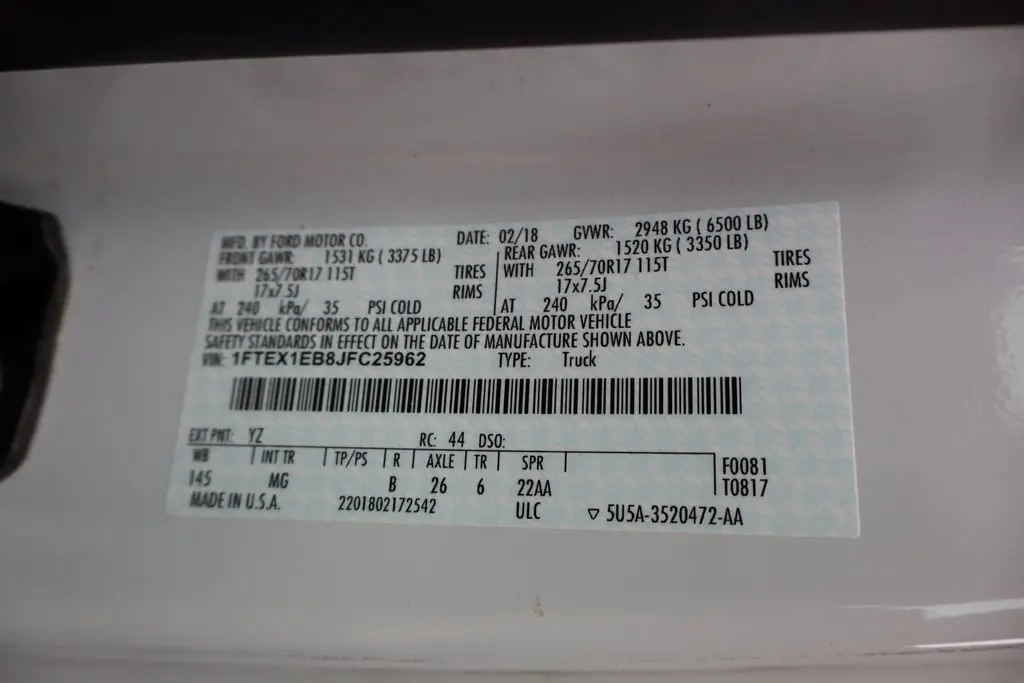 MFD. BY FORD MOTOR CO. DATE: 02/18 GVWR: 2948 KG ( 6500 LB)
FRONT GAWR: 1531 KG ( 3375 LB) REAR GAWR: 1520 KG ( 3350 LB)
WITH 265/70R17 115T TIRES WITH 265/70R17 115T TIRES
17x7.5J RIMS 17x7.5J RIMS
AT 240 kPa/ 35 PSI COLD AT 240 kPa/ 35 PSI COLD
THIS VEHICLE CONFORMS TO ALL APPLICABLE FEDERAL MOTOR VEHICLE
SAFETY STANDARDS IN EFFECT ON THE DATE OF MANUFACTURE SHOWN ABOVE.
VIN: 1FTEX1EB8JFC25962 TYPE: Truck
EXT PNT: YZ RC: 44 DSO:
WB INT TR TP/PS R AXLE TR SPR F0081
145 MG B 26 6 22AA T0817
MADE IN U.S.A. 2201802172542 ULC ▽ 5U5A-3520472-AA